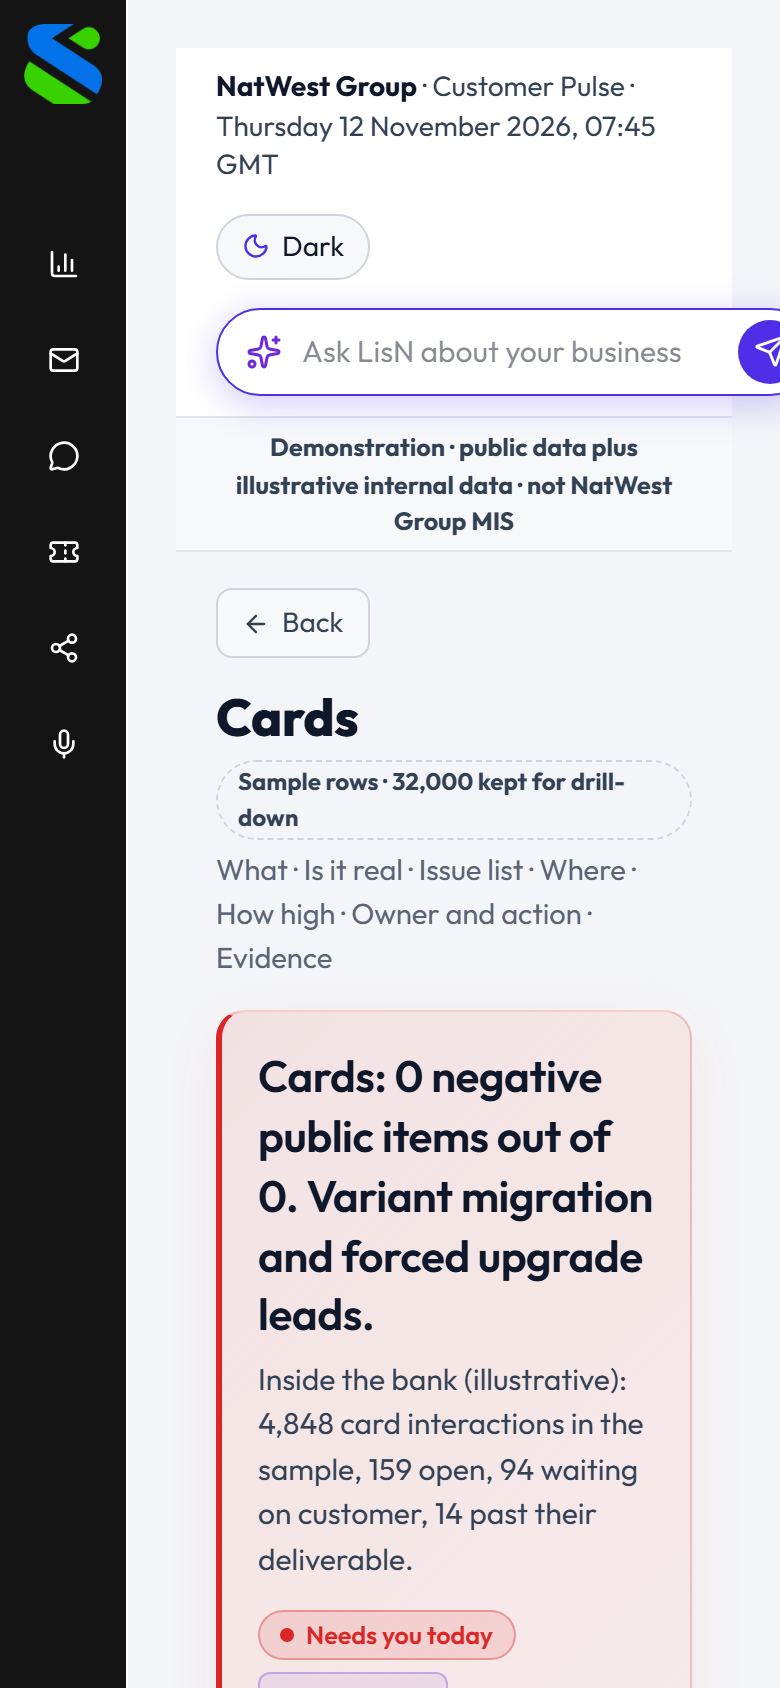 NatWest Group · Customer Pulse ·
Thursday 12 November 2026, 07:45
GMT
Dark
Ask LisN about your business
Demonstration · public data plus
illustrative internal data · not NatWest
Group MIS
Back
Cards
Sample rows · 32,000 kept for drill-
down
What · Is it real · Issue list · Where ·
How high · Owner and action ·
Evidence
Cards: 0 negative
public items out of
0. Variant migration
and forced upgrade
leads.
Inside the bank (illustrative):
4,848 card interactions in the
sample, 159 open, 94 waiting
on customer, 14 past their
deliverable.
Needs you today